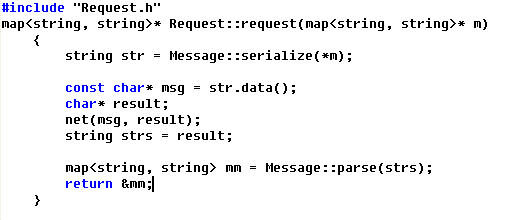 #include "Request.h"
map<string, string>* Request::request(map<string, string>* m)
{
string str = Message::serialize(*m);
const char* msg = str.data();
char* result;
net(msg, result);
string strs = result;
map<string, string> mm = Message::parse(strs);
return &mm;
}